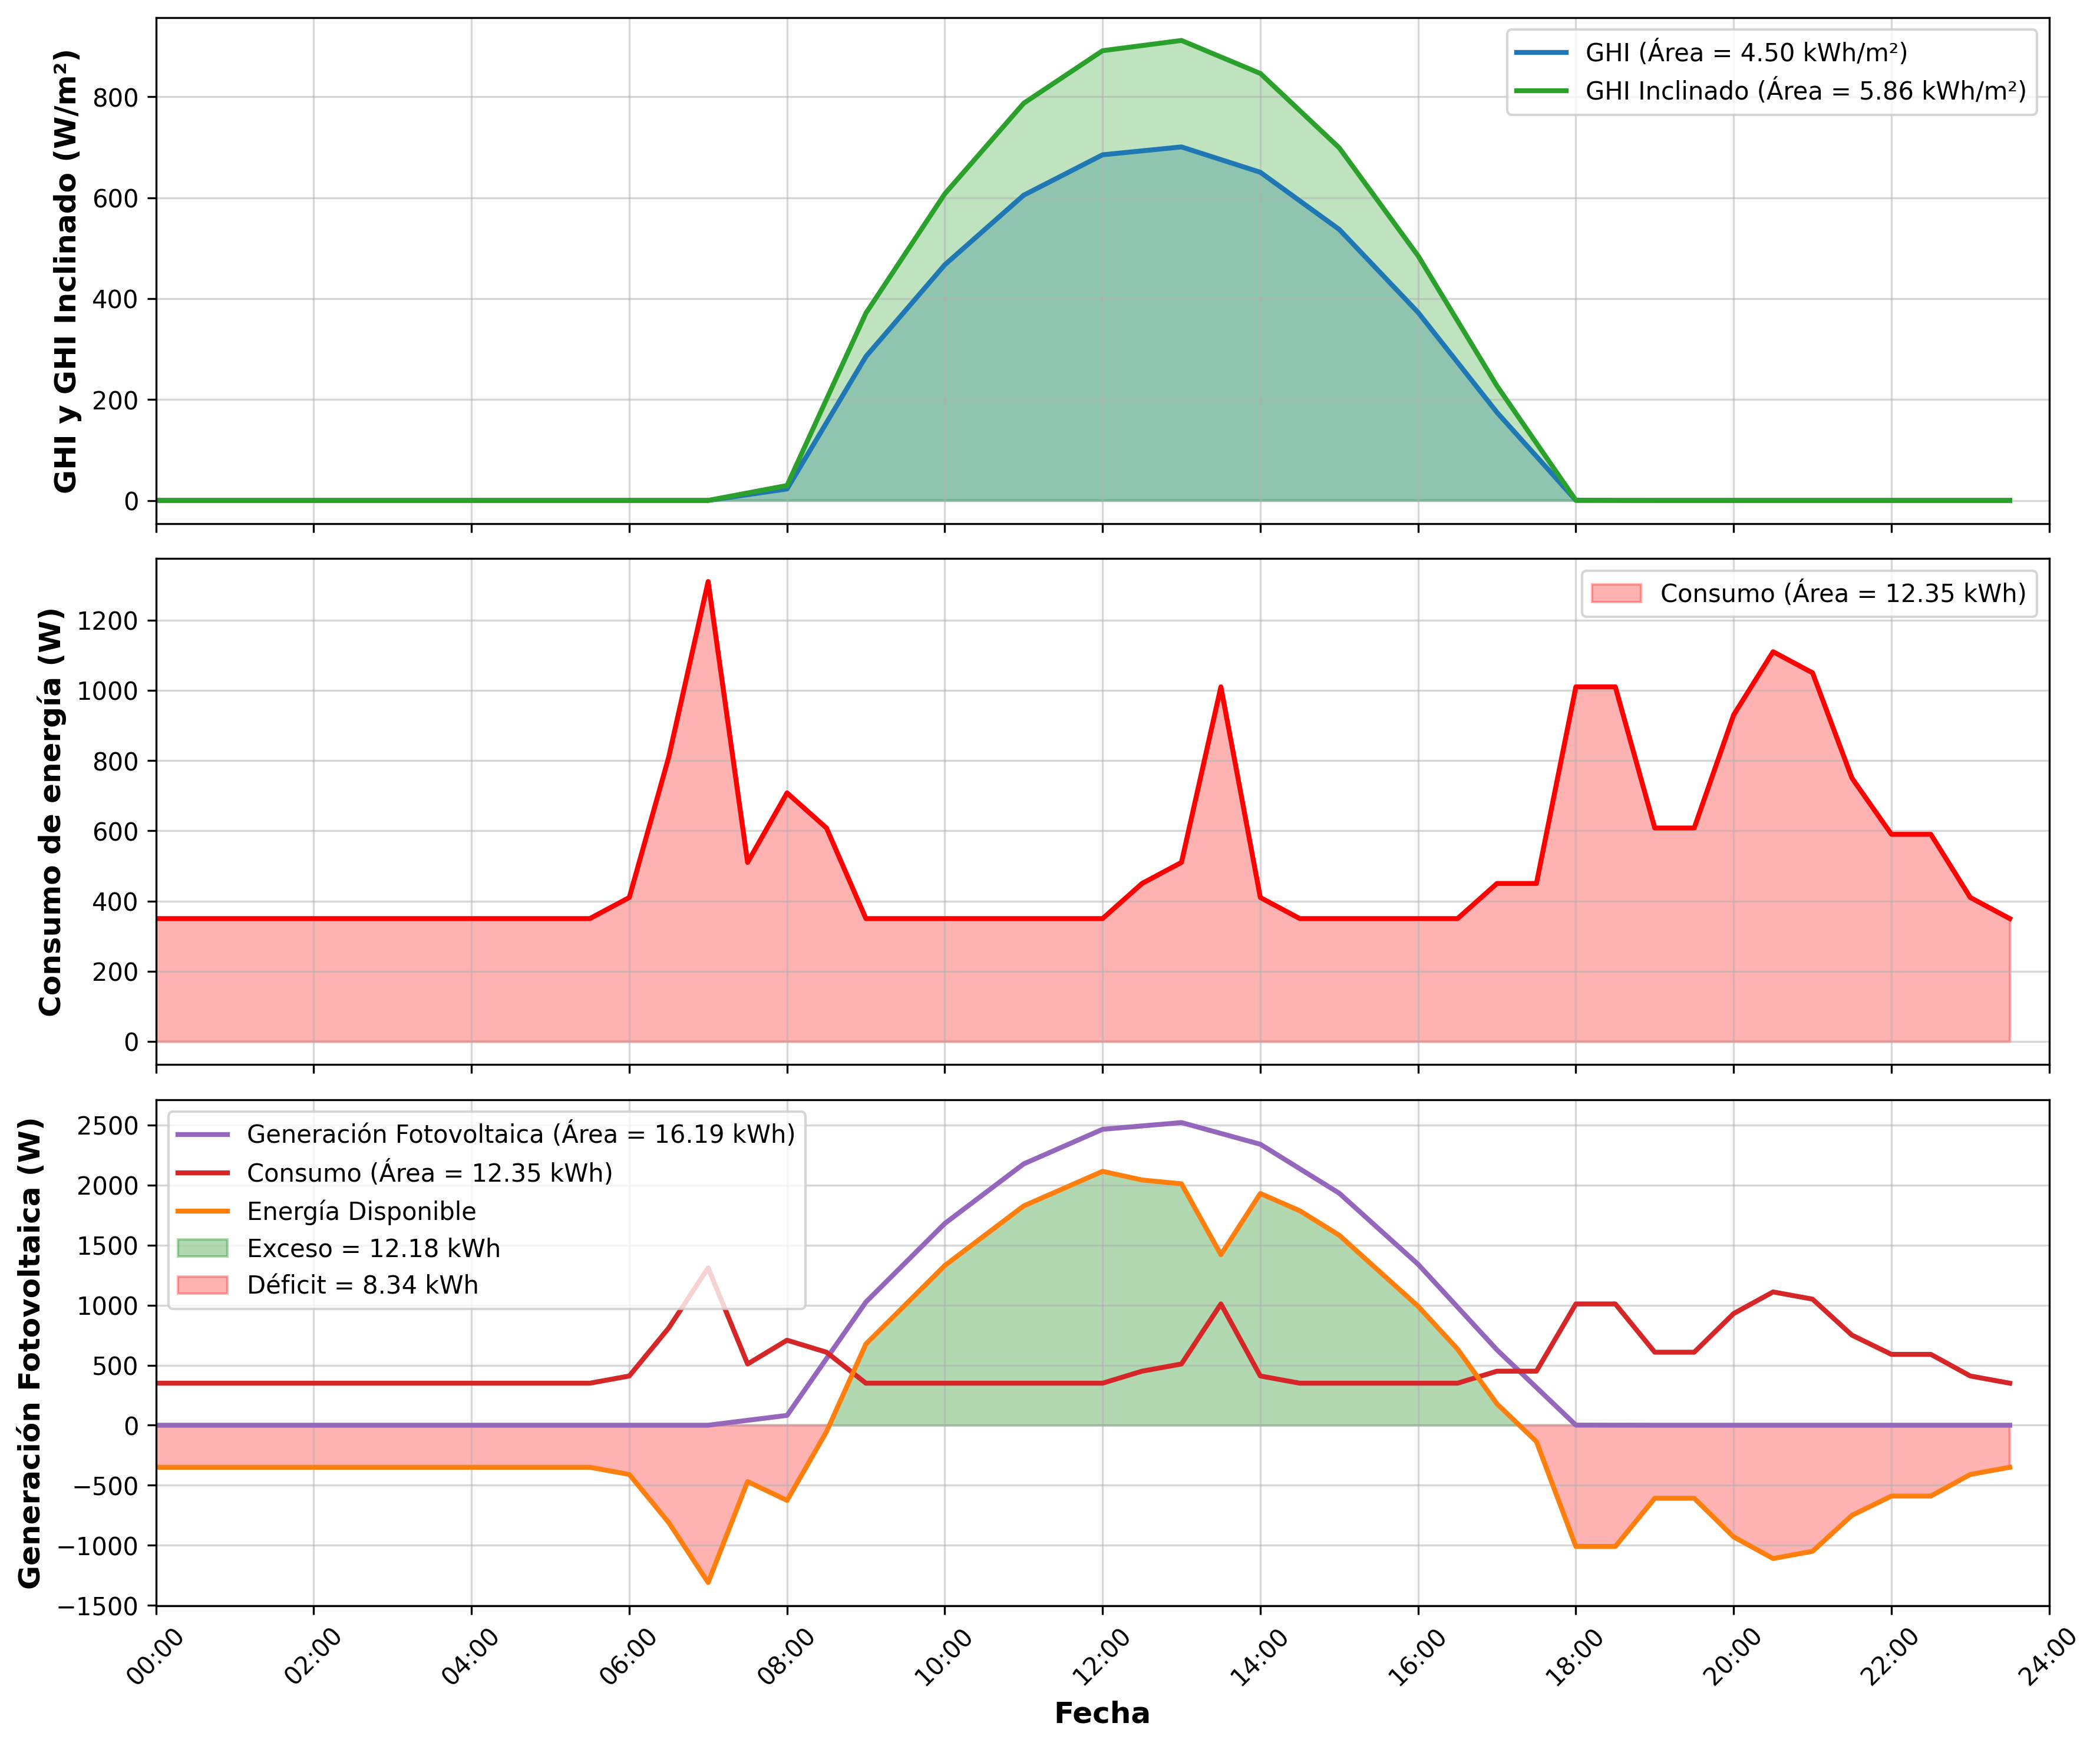 GHI y GHI Inclinado (W/m²)
800
600
400
200
0
GHI (Área = 4.50 kWh/m²)
GHI Inclinado (Área = 5.86 kWh/m²)
Consumo de energía (W)
1200
1000
800
600
400
200
0
Consumo (Área = 12.35 kWh)
Generación Fotovoltaica (W)
2500
2000
1500
1000
500
0
−500
−1000
−1500
Generación Fotovoltaica (Área = 16.19 kWh)
Consumo (Área = 12.35 kWh)
Energía Disponible
Exceso = 12.18 kWh
Déficit = 8.34 kWh
00:00
02:00
04:00
06:00
08:00
10:00
12:00
14:00
16:00
18:00
20:00
22:00
24:00
Fecha